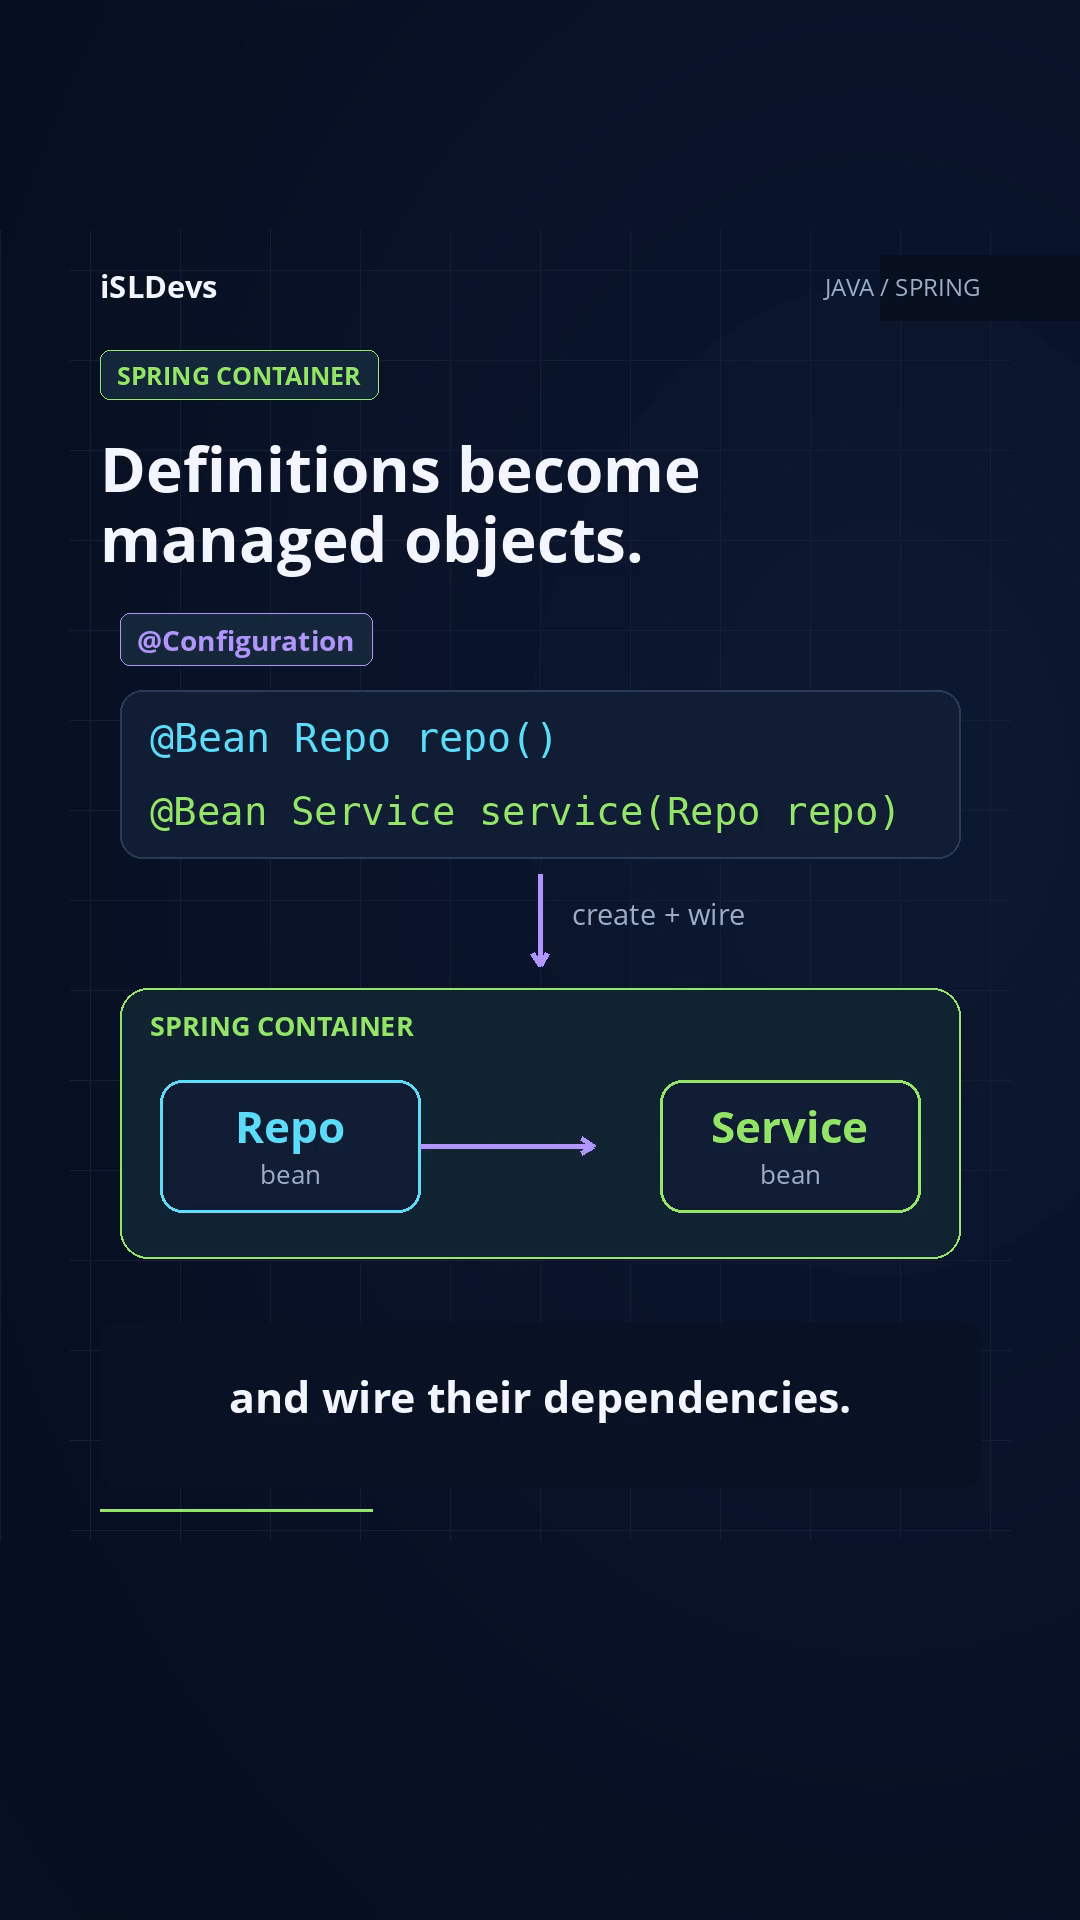 iSLDevs
JAVA / SPRING
SPRING CONTAINER
Definitions become
managed objects.
@Configuration
@Bean Repo repo()
@Bean Service service(Repo repo)
create + wire
SPRING CONTAINER
Repo
bean
Service
bean
and wire their dependencies.